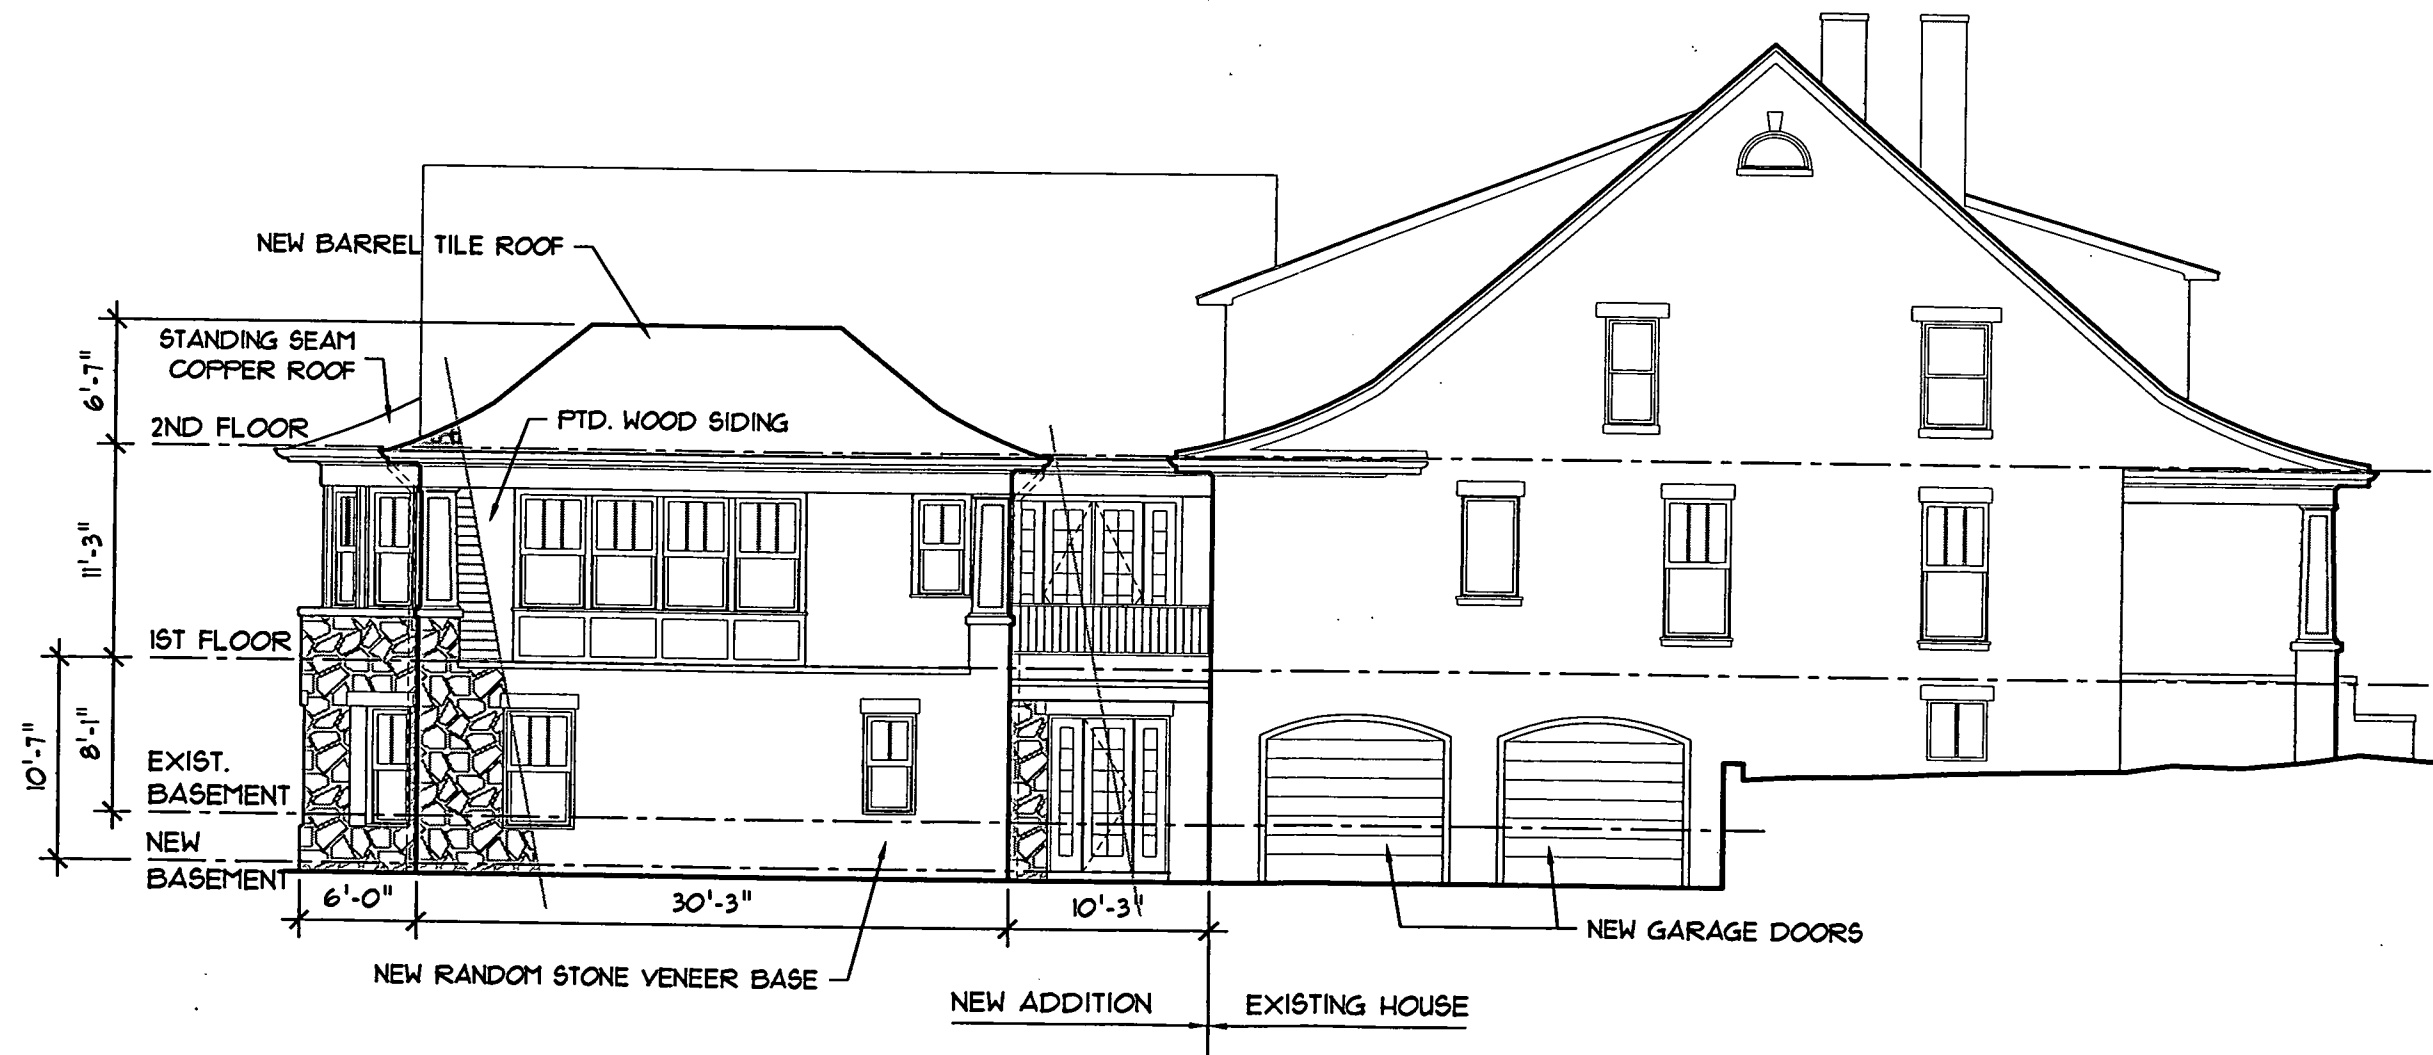 NEW BARREL TILE ROOF
STANDING SEAM
COPPER ROOF
6'-7"
2ND FLOOR
PTD. WOOD SIDING
11'-3"
1ST FLOOR
10'-7"
8'-1"
EXIST.
BASEMENT
NEW
BASEMENT
6'-0"
30'-3"
10'-3"
NEW GARAGE DOORS
NEW RANDOM STONE VENEER BASE
NEW ADDITION
EXISTING HOUSE